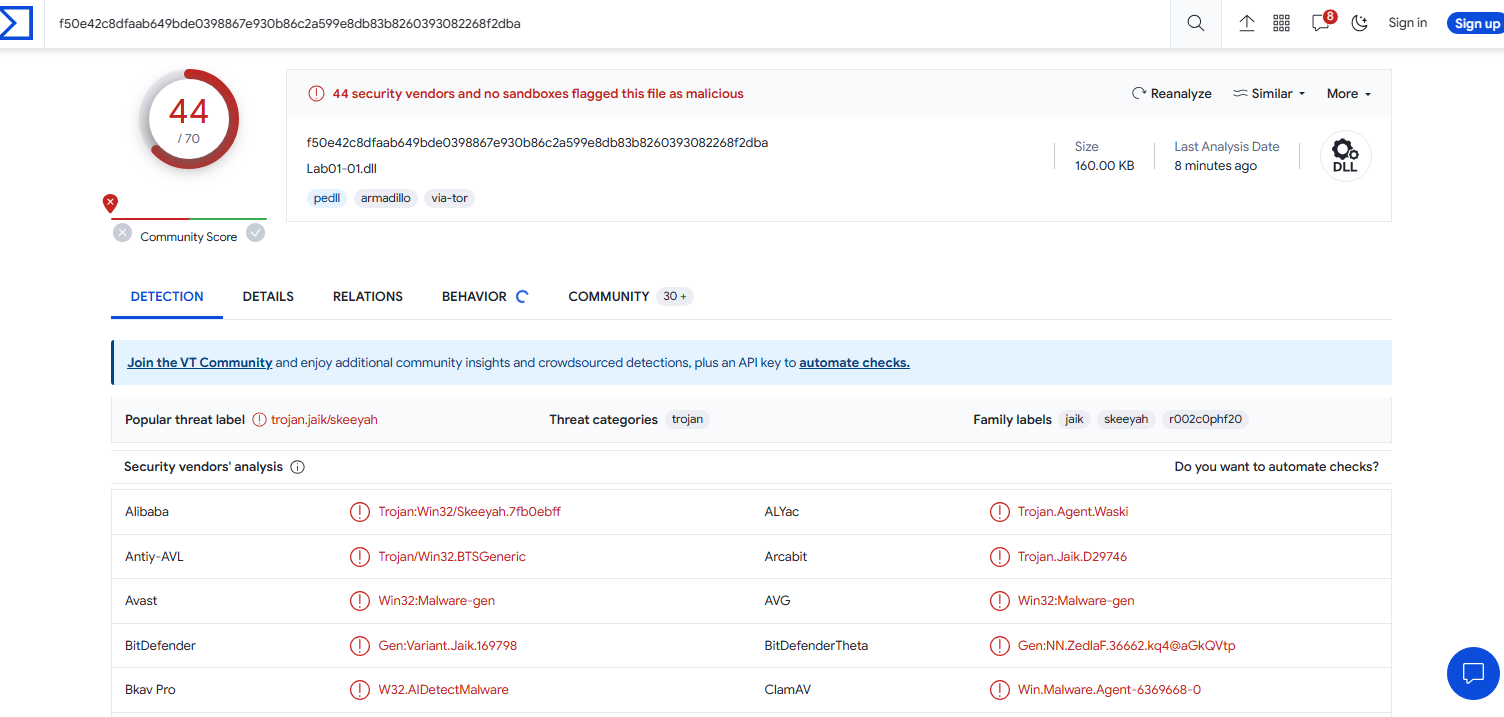 f50e42c8dfaab649bde0398867e930b86c2a599e8db83b8260393082268f2dba
8
Sign in
Sign up
44
/ 70
Community Score
44 security vendors and no sandboxes flagged this file as malicious
Reanalyze
Similar
More
f50e42c8dfaab649bde0398867e930b86c2a599e8db83b8260393082268f2dba
Lab01-01.dll
pedll
armadillo
via-tor
Size
160.00 KB
Last Analysis Date
8 minutes ago
DLL
DETECTION
DETAILS
RELATIONS
BEHAVIOR
COMMUNITY
30 +
Join the VT Community and enjoy additional community insights and crowdsourced detections, plus an API key to automate checks.
Popular threat label
trojan.jaik/skeeyah
Threat categories
trojan
Family labels
jaik
skeeyah
r002c0phf20
Security vendors' analysis
Do you want to automate checks?
Alibaba
Trojan:Win32/Skeeyah.7fb0ebff
ALYac
Trojan.Agent.Waski
Antiy-AVL
Trojan/Win32.BTSGeneric
Arcabit
Trojan.Jaik.D29746
Avast
Win32:Malware-gen
AVG
Win32:Malware-gen
BitDefender
Gen:Variant.Jaik.169798
BitDefenderTheta
Gen:NN.ZedlaF.36662.kq4@aGkQVtp
Bkav Pro
W32.AIDetectMalware
ClamAV
Win.Malware.Agent-6369668-0